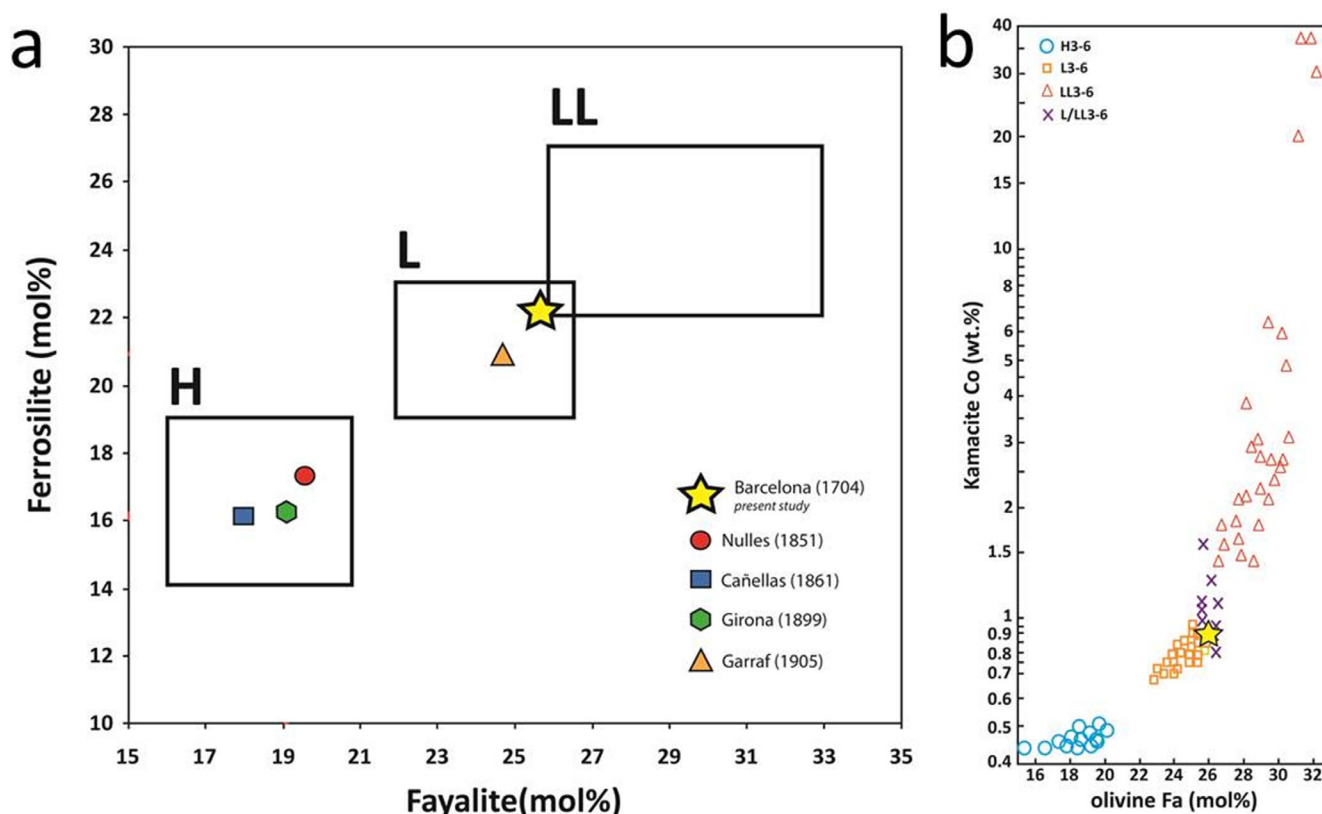 a
30
28
26
24
22
20
18
16
14
12
10
Ferrosilite (mol%)
LL
L
H
Barcelona (1704)
present study
Nulles (1851)
Cañellas (1861)
Girona (1899)
Garraf (1905)
15
17
19
21
23
25
27
29
31
33
35
Fayalite(mol%)
b
40
30
20
15
10
8
6
5
4
3
2
1.5
1
0.9
0.8
0.7
0.6
0.5
0.4
Kamacite Co (wt.%)
H3-6
L3-6
LL3-6
L/LL3-6
16
18
20
22
24
26
28
30
32
olivine Fa (mol%)